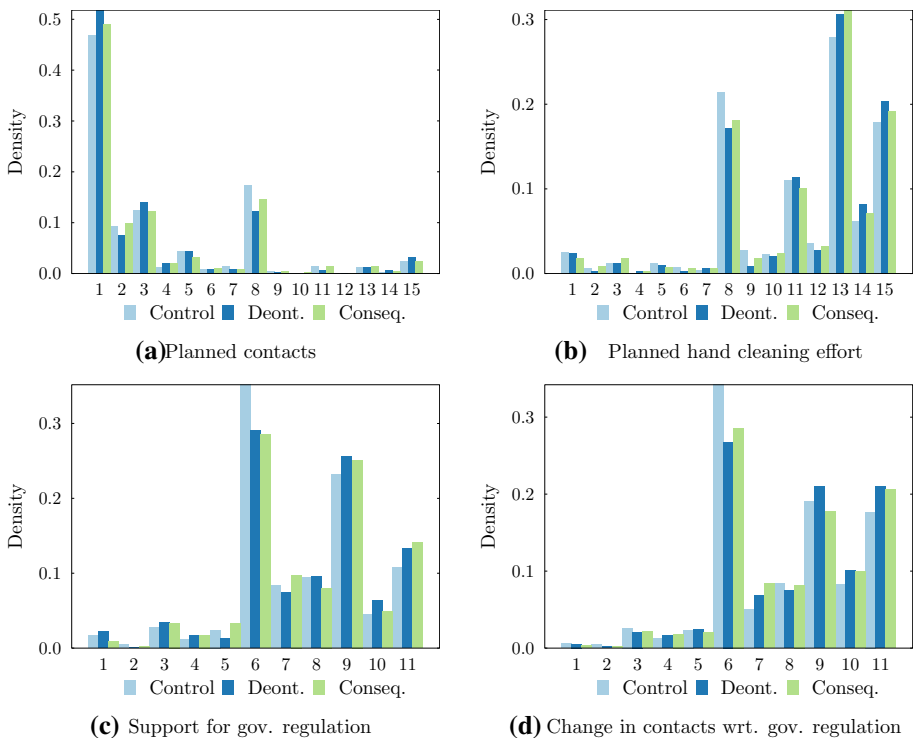 0.5
0.4
0.3
0.2
0.1
0.0
Density
1 2 3 4 5 6 7 8 9 10 11 12 13 14 15
Control Deont. Conseq.
(a)Planned contacts
0.3
0.2
0.1
0.0
Density
1 2 3 4 5 6 7 8 9 10 11 12 13 14 15
Control Deont. Conseq.
(b) Planned hand cleaning effort
0.3
0.2
0.1
0.0
Density
1 2 3 4 5 6 7 8 9 10 11
Control Deont. Conseq.
(c) Support for gov. regulation
0.3
0.2
0.1
0.0
Density
1 2 3 4 5 6 7 8 9 10 11
Control Deont. Conseq.
(d) Change in contacts wrt. gov. regulation